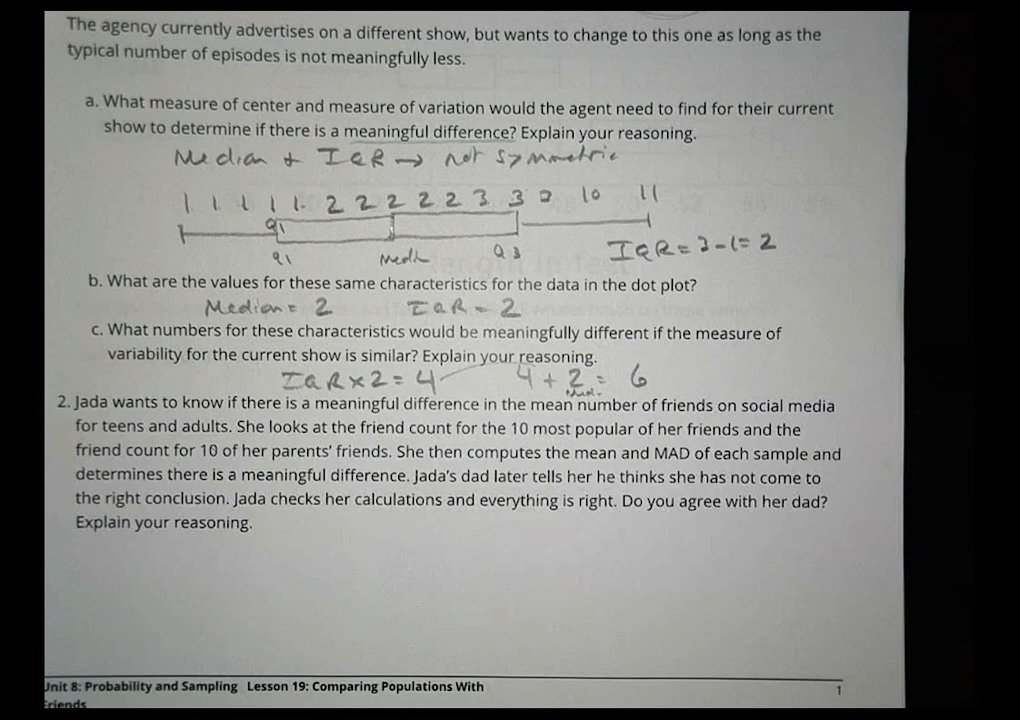 The agency currently advertises on a different show, but wants to change to this one as long as the
typical number of episodes is not meaningfully less.
a. What measure of center and measure of variation would the agent need to find for their current
show to determine if there is a meaningful difference? Explain your reasoning.
Median + IQR → not symmetric
1 1 1 1 1 2 2 2 2 2 2 3 3 10 11
Q1
Q1 Q3 IQR = 3-1= 2
b. What are the values for these same characteristics for the data in the dot plot?
Median = 2 IQR = 2
c. What numbers for these characteristics would be meaningfully different if the measure of
variability for the current show is similar? Explain your reasoning.
IQR x 2 = 4 4 + 2 = 6
2. Jada wants to know if there is a meaningful difference in the mean number of friends on social media
for teens and adults. She looks at the friend count for the 10 most popular of her friends and the
friend count for 10 of her parents' friends. She then computes the mean and MAD of each sample and
determines there is a meaningful difference. Jada's dad later tells her he thinks she has not come to
the right conclusion. Jada checks her calculations and everything is right. Do you agree with her dad?
Explain your reasoning.
Unit 8: Probability and Sampling Lesson 19: Comparing Populations With
Friends
1